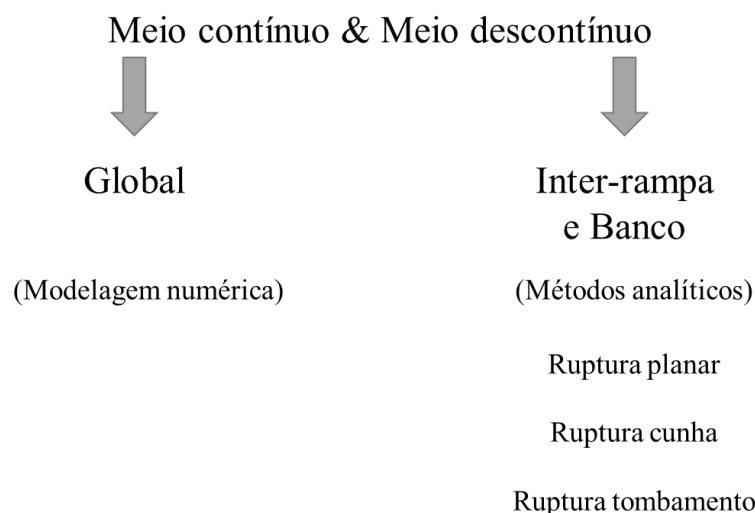 Meio contínuo & Meio descontínuo
Global
(Modelagem numérica)
Inter-rampa
e Banco
(Métodos analíticos)
Ruptura planar
Ruptura cunha
Ruptura tombamento